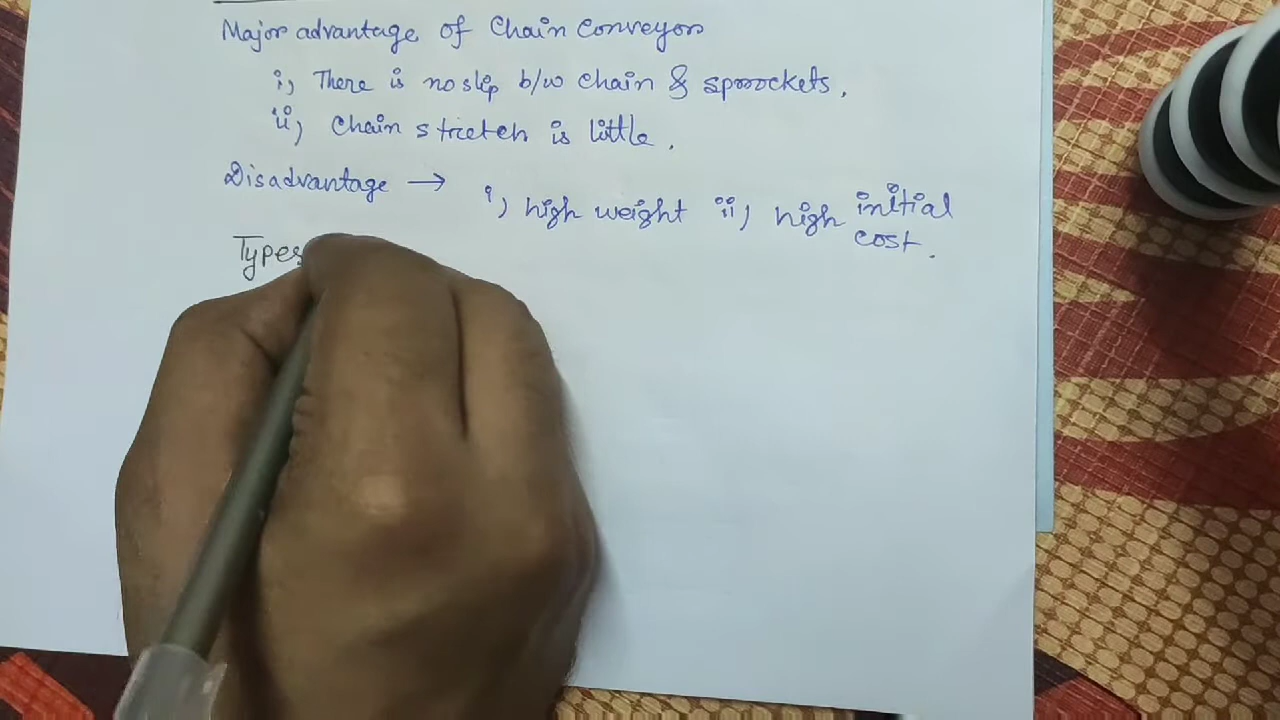 Major advantage of Chain Conveyor
i, There is no slip b/w chain & sprockets.
ii, Chain stretch is little.
Disadvantage → i, high weight ii, high initial cost.
Types